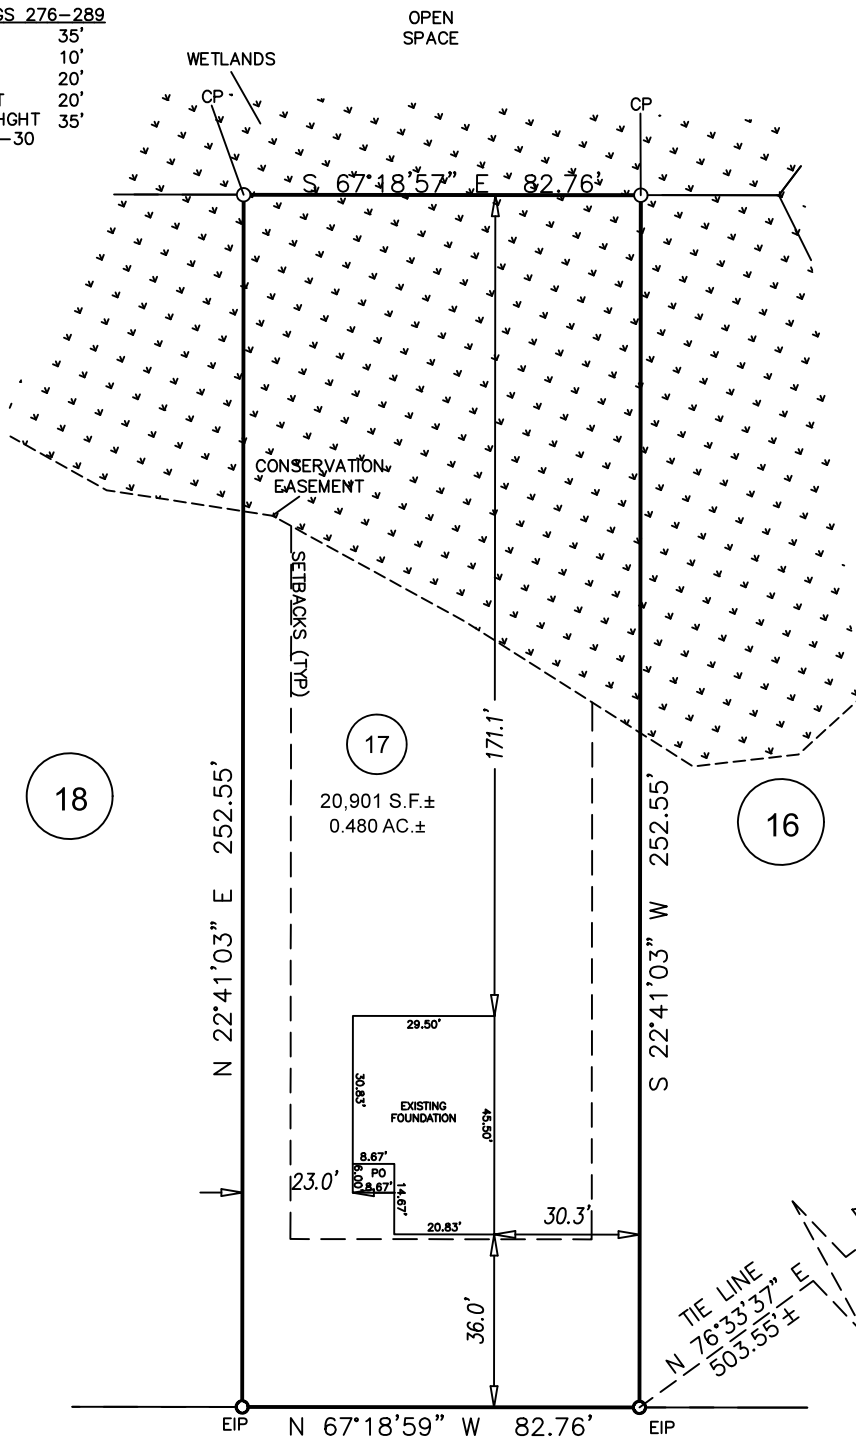 GS 276-289
35'
10'
20'
T 20'
HGHT 35'
-30
OPEN
SPACE
WETLANDS
CP
CP
S 67°18'57" E 82.76'
CONSERVATION
EASEMENT
SETBACKS (TYP)
171.1'
17
20,901 S.F.±
0.480 AC.±
18
16
N 22°41'03" E 252.55'
S 22°41'03" W 252.55'
29.50'
30.83'
EXISTING
FOUNDATION
45.50'
8.67'
PO
6.00'
8.67'
14.67'
20.83'
23.0'
30.3'
36.0'
TIE LINE
N 76°33'37" E
503.55'±
EIP
N 67°18'59" W 82.76'
EIP